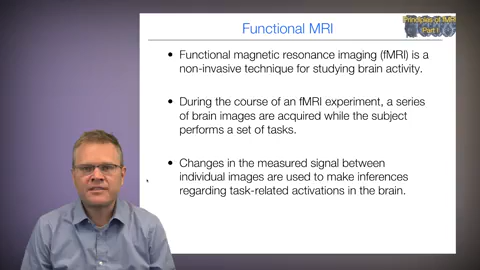 Functional MRI
Principles of fMRI
Part I
• Functional magnetic resonance imaging (fMRI) is a
non-invasive technique for studying brain activity.
• During the course of an fMRI experiment, a series
of brain images are acquired while the subject
performs a set of tasks.
• Changes in the measured signal between
individual images are used to make inferences
regarding task-related activations in the brain.